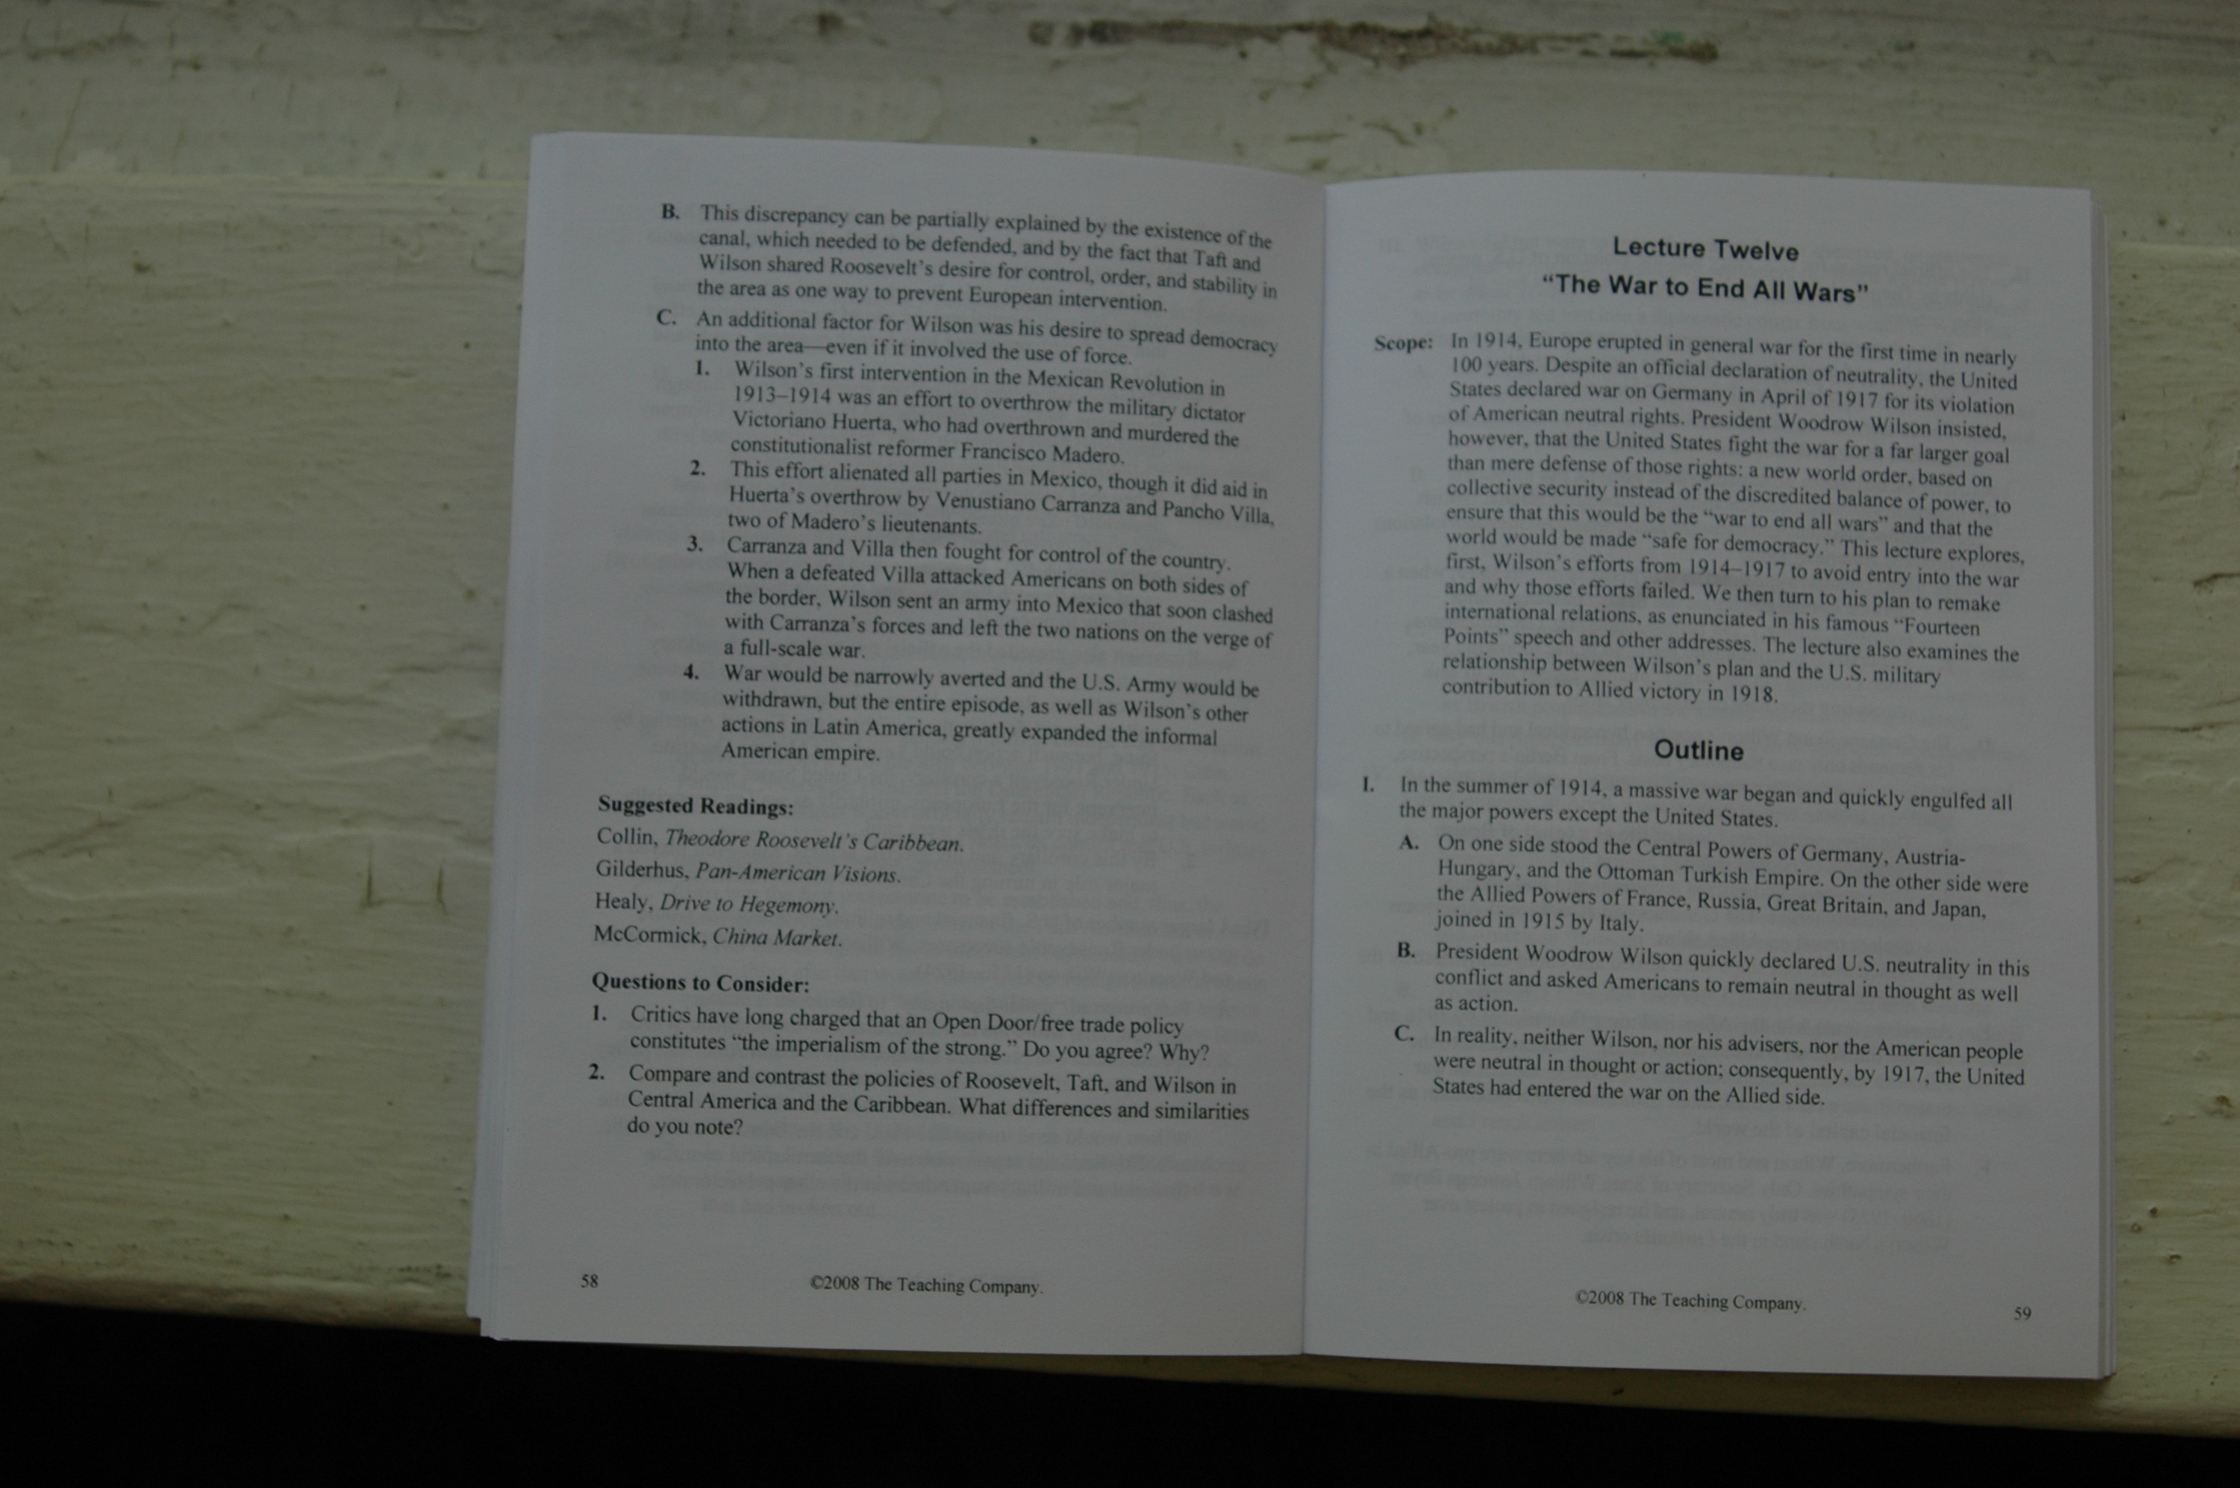 B. This discrepancy can be partially explained by the existence of the
canal, which needed to be defended, and by the fact that Taft and
Wilson shared Roosevelt's desire for control, order, and stability in
the area as one way to prevent European intervention.
C. An additional factor for Wilson was his desire to spread democracy
into the area—even if it involved the use of force.
1. Wilson's first intervention in the Mexican Revolution in
1913–1914 was an effort to overthrow the military dictator
Victoriano Huerta, who had overthrown and murdered the
constitutionalist reformer Francisco Madero.
2. This effort alienated all parties in Mexico, though it did aid in
Huerta's overthrow by Venustiano Carranza and Pancho Villa,
two of Madero's lieutenants.
3. Carranza and Villa then fought for control of the country.
When a defeated Villa attacked Americans on both sides of
the border, Wilson sent an army into Mexico that soon clashed
with Carranza's forces and left the two nations on the verge of
a full-scale war.
4. War would be narrowly averted and the U.S. Army would be
withdrawn, but the entire episode, as well as Wilson's other
actions in Latin America, greatly expanded the informal
American empire.
Suggested Readings:
Collin, Theodore Roosevelt's Caribbean.
Gilderhus, Pan-American Visions.
Healy, Drive to Hegemony.
McCormick, China Market.
Questions to Consider:
1. Critics have long charged that an Open Door/free trade policy
constitutes “the imperialism of the strong.” Do you agree? Why?
2. Compare and contrast the policies of Roosevelt, Taft, and Wilson in
Central America and the Caribbean. What differences and similarities
do you note?
58
©2008 The Teaching Company.
Lecture Twelve
“The War to End All Wars”
Scope: In 1914, Europe erupted in general war for the first time in nearly
100 years. Despite an official declaration of neutrality, the United
States declared war on Germany in April of 1917 for its violation
of American neutral rights. President Woodrow Wilson insisted,
however, that the United States fight the war for a far larger goal
than mere defense of those rights: a new world order, based on
collective security instead of the discredited balance of power, to
ensure that this would be the “war to end all wars” and that the
world would be made “safe for democracy.” This lecture explores,
first, Wilson's efforts from 1914–1917 to avoid entry into the war
and why those efforts failed. We then turn to his plan to remake
international relations, as enunciated in his famous “Fourteen
Points” speech and other addresses. The lecture also examines the
relationship between Wilson's plan and the U.S. military
contribution to Allied victory in 1918.
Outline
I. In the summer of 1914, a massive war began and quickly engulfed all
the major powers except the United States.
A. On one side stood the Central Powers of Germany, Austria-
Hungary, and the Ottoman Turkish Empire. On the other side were
the Allied Powers of France, Russia, Great Britain, and Japan,
joined in 1915 by Italy.
B. President Woodrow Wilson quickly declared U.S. neutrality in this
conflict and asked Americans to remain neutral in thought as well
as action.
C. In reality, neither Wilson, nor his advisers, nor the American people
were neutral in thought or action; consequently, by 1917, the United
States had entered the war on the Allied side.
©2008 The Teaching Company.
59